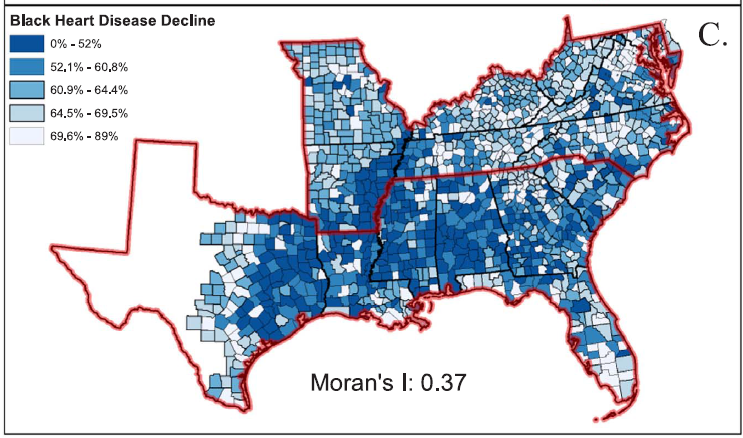 Black Heart Disease Decline
C.
0% - 52%
52.1% - 60.8%
60.9% - 64.4%
64.5% - 69.5%
69.6% - 89%
Moran's I: 0.37